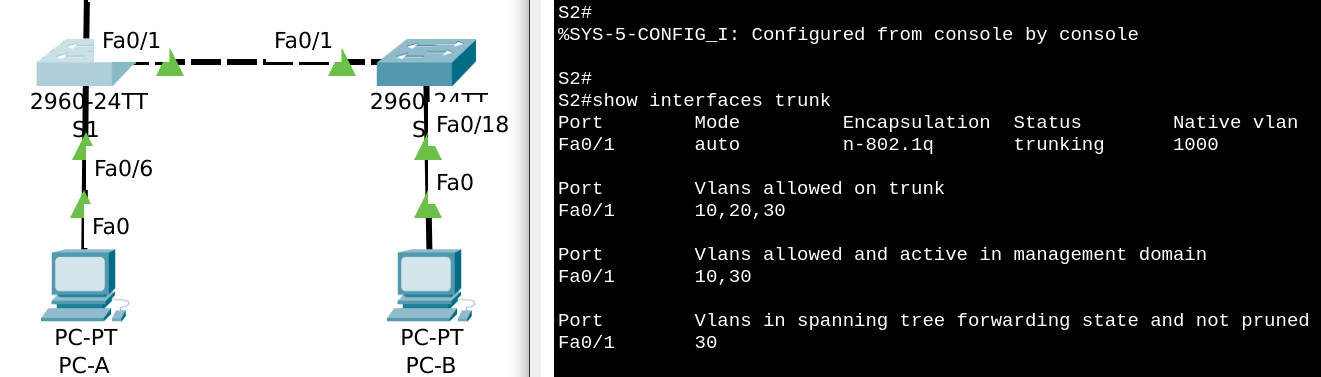 Fa0/1
Fa0/1
2960-24TT
S1
2960-24TT
S
Fa0/18
Fa0/6
Fa0
Fa0
PC-PT
PC-A
PC-PT
PC-B
S2#
%SYS-5-CONFIG_I: Configured from console by console
S2#
S2#show interfaces trunk
Port Mode Encapsulation Status Native vlan
Fa0/1 auto n-802.1q trunking 1000
Port Vlans allowed on trunk
Fa0/1 10,20,30
Port Vlans allowed and active in management domain
Fa0/1 10,30
Port Vlans in spanning tree forwarding state and not pruned
Fa0/1 30